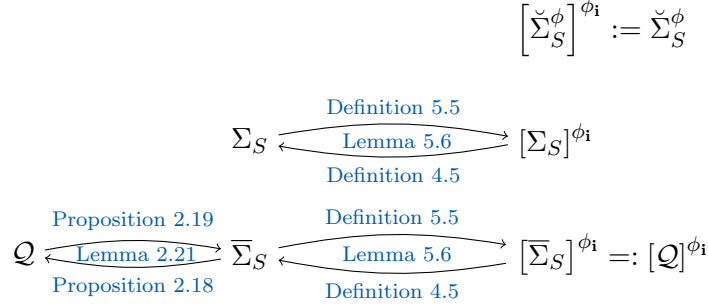 [Σ̆_S^ϕ]^{ϕ_𝐢} := Σ̆_S^ϕ
Definition 5.5
Σ_S Lemma 5.6 [Σ_S]^{ϕ_𝐢}
Definition 4.5
Proposition 2.19 Definition 5.5
𝒬 Lemma 2.21 Σ̅_S Lemma 5.6 [Σ̅_S]^{ϕ_𝐢} =: [𝒬]^{ϕ_𝐢}
Proposition 2.18 Definition 4.5